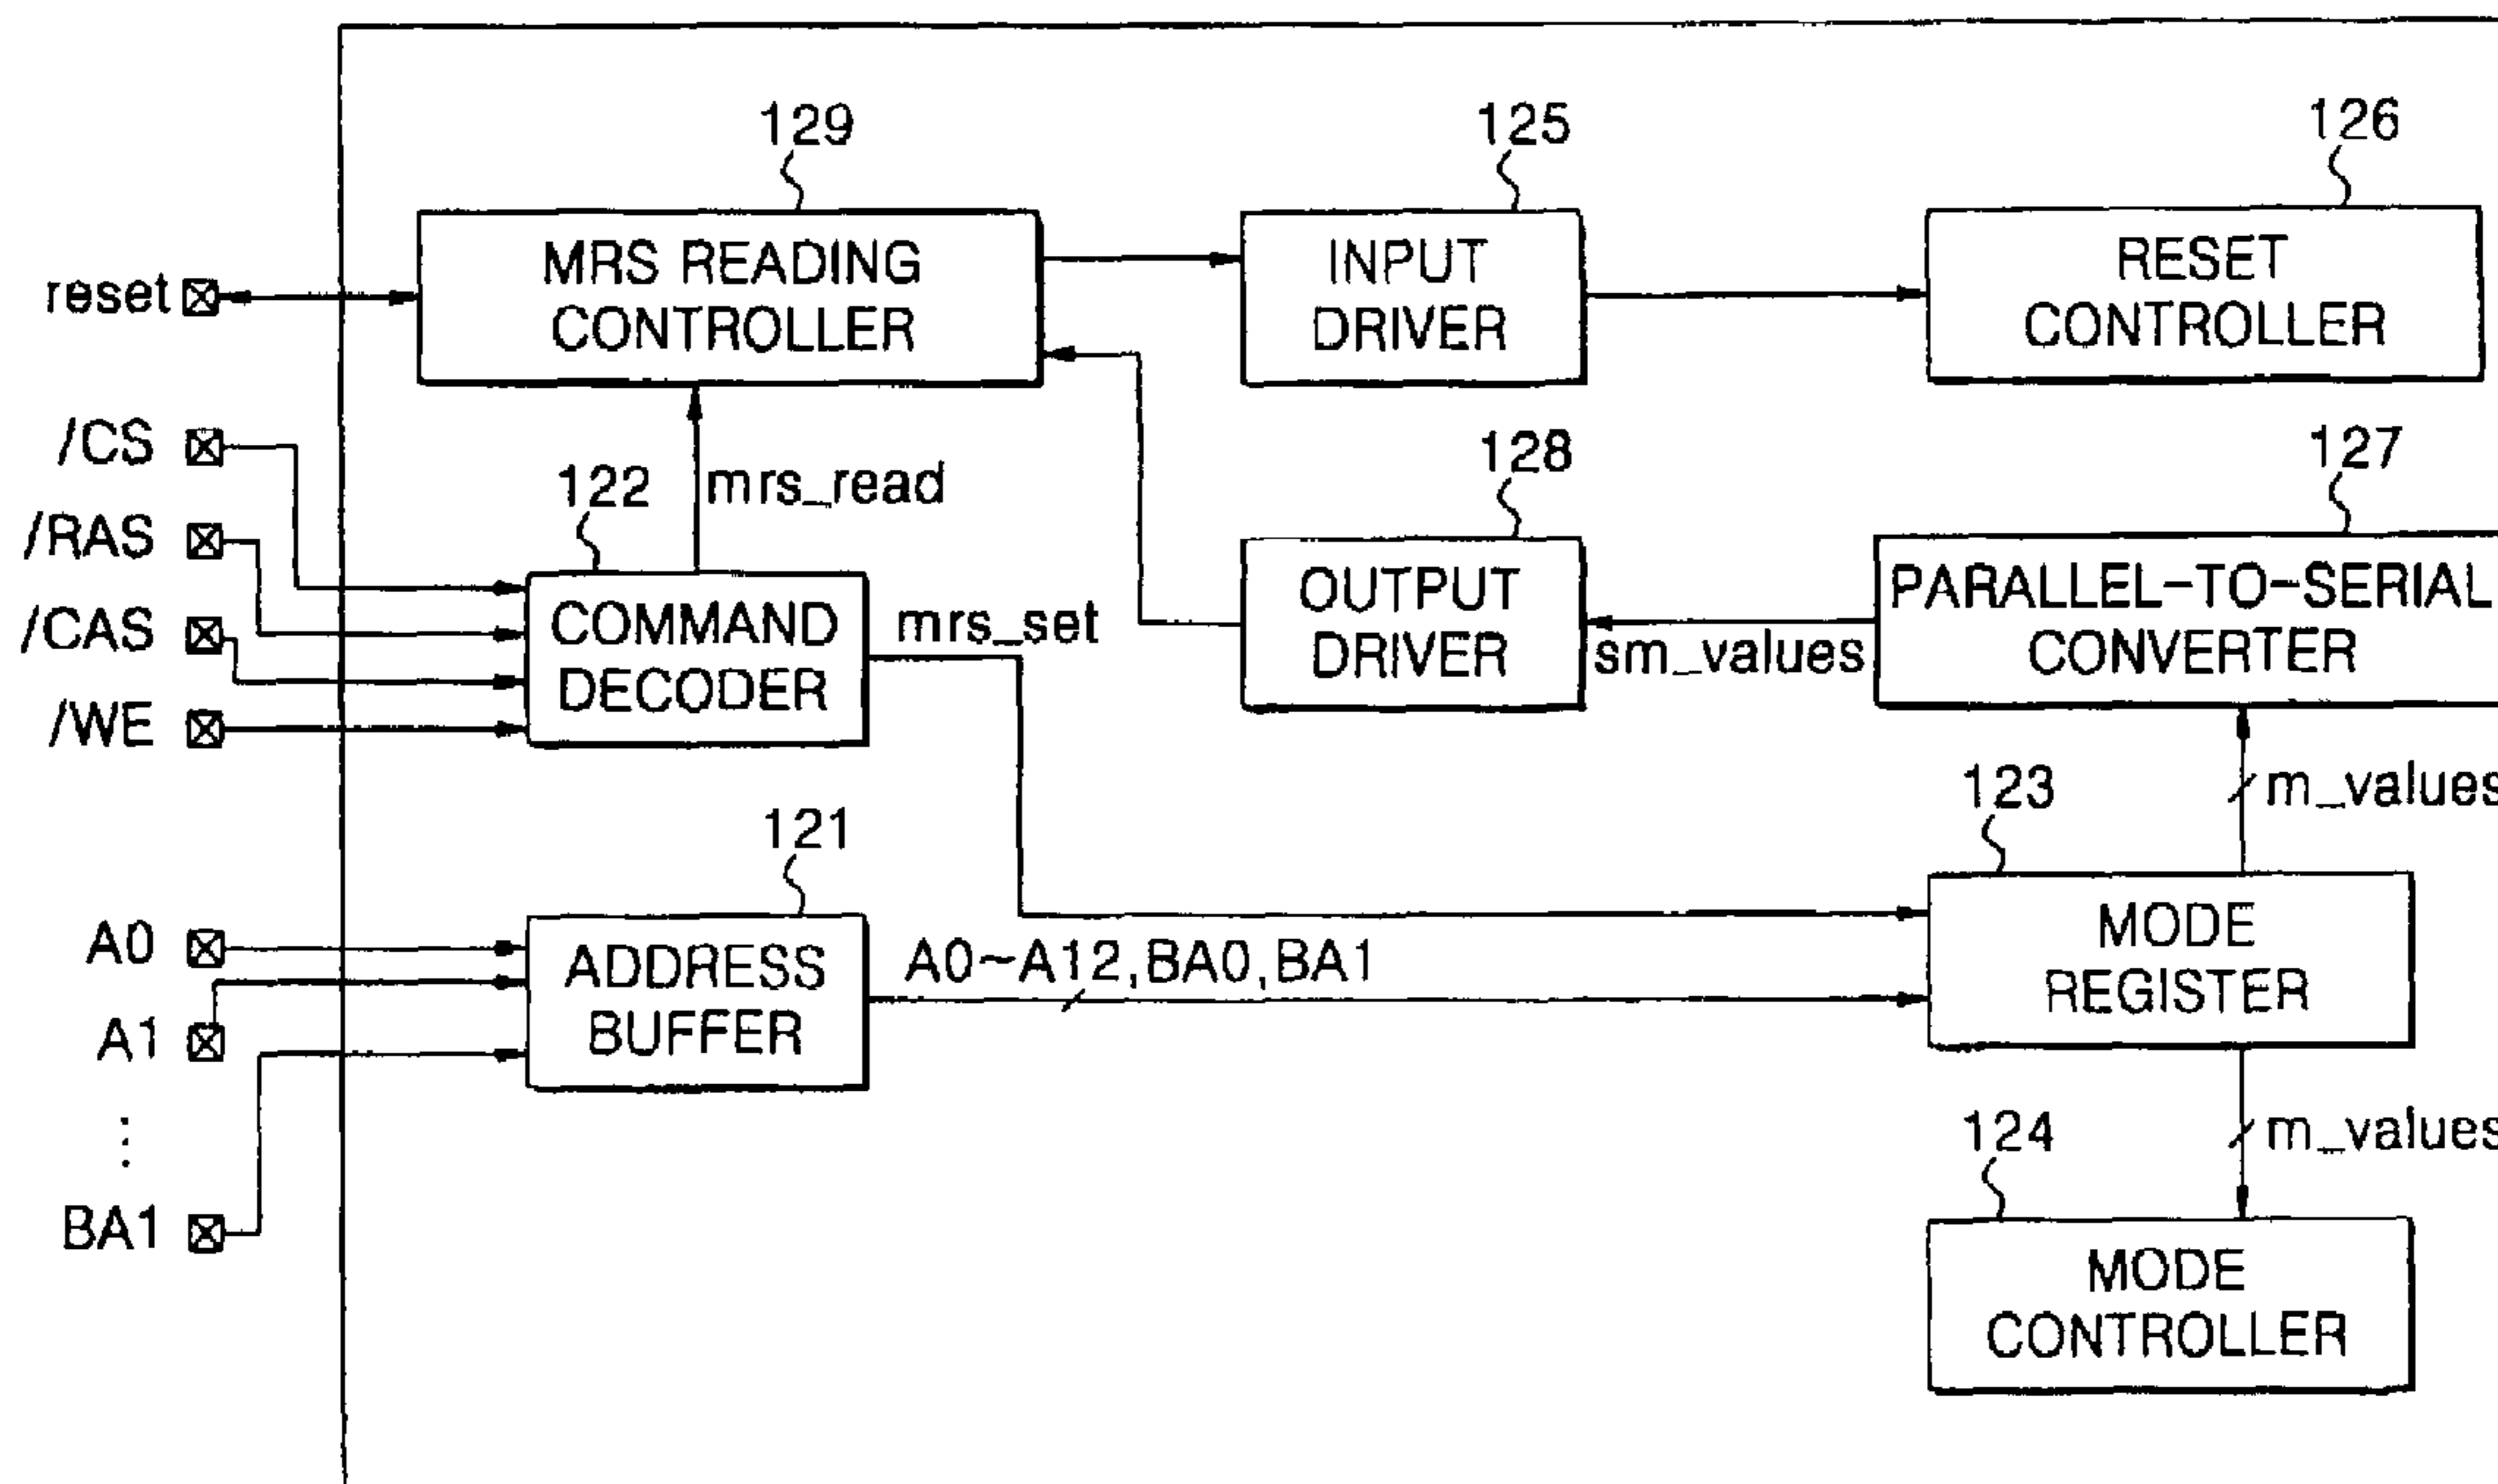 129
125
126
MRS READING
CONTROLLER
INPUT
DRIVER
RESET
CONTROLLER
reset
/CS
/RAS
/CAS
/WE
122
mrs_read
128
127
COMMAND
DECODER
mrs_set
OUTPUT
DRIVER
sm_values
PARALLEL-TO-SERIAL
CONVERTER
123
m_values
121
A0
A1
⋮
BA1
ADDRESS
BUFFER
A0~A12,BA0,BA1
MODE
REGISTER
124
m_values
MODE
CONTROLLER